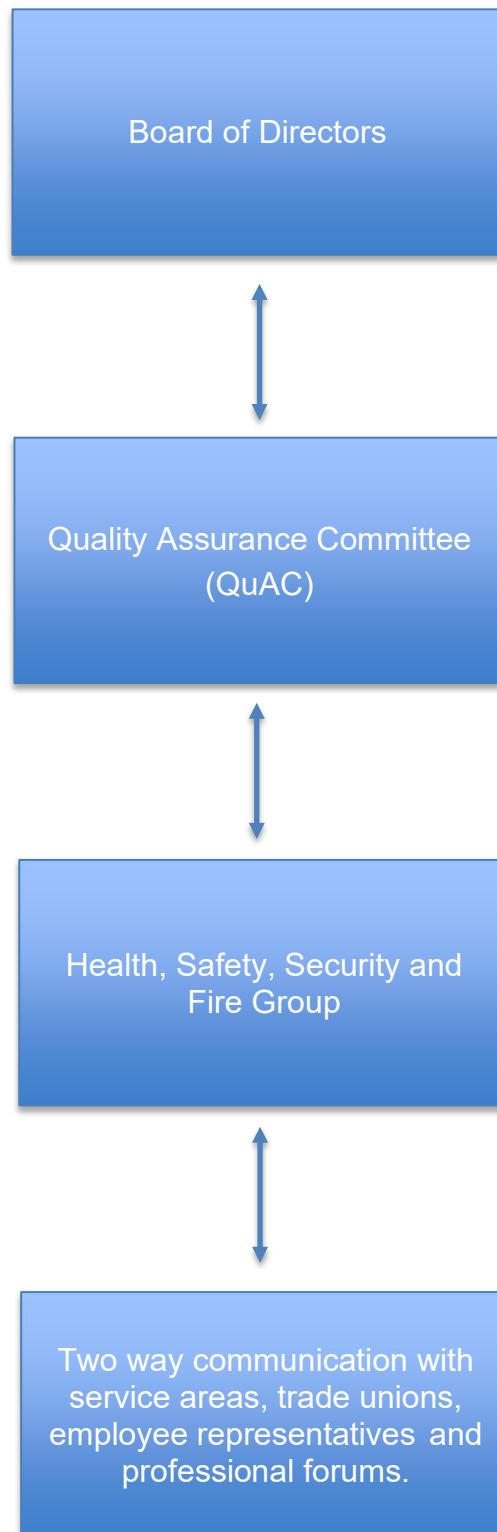 Board of Directors
Quality Assurance Committee
(QuAC)
Health, Safety, Security and
Fire Group
Two way communication with
service areas, trade unions,
employee representatives and
professional forums.